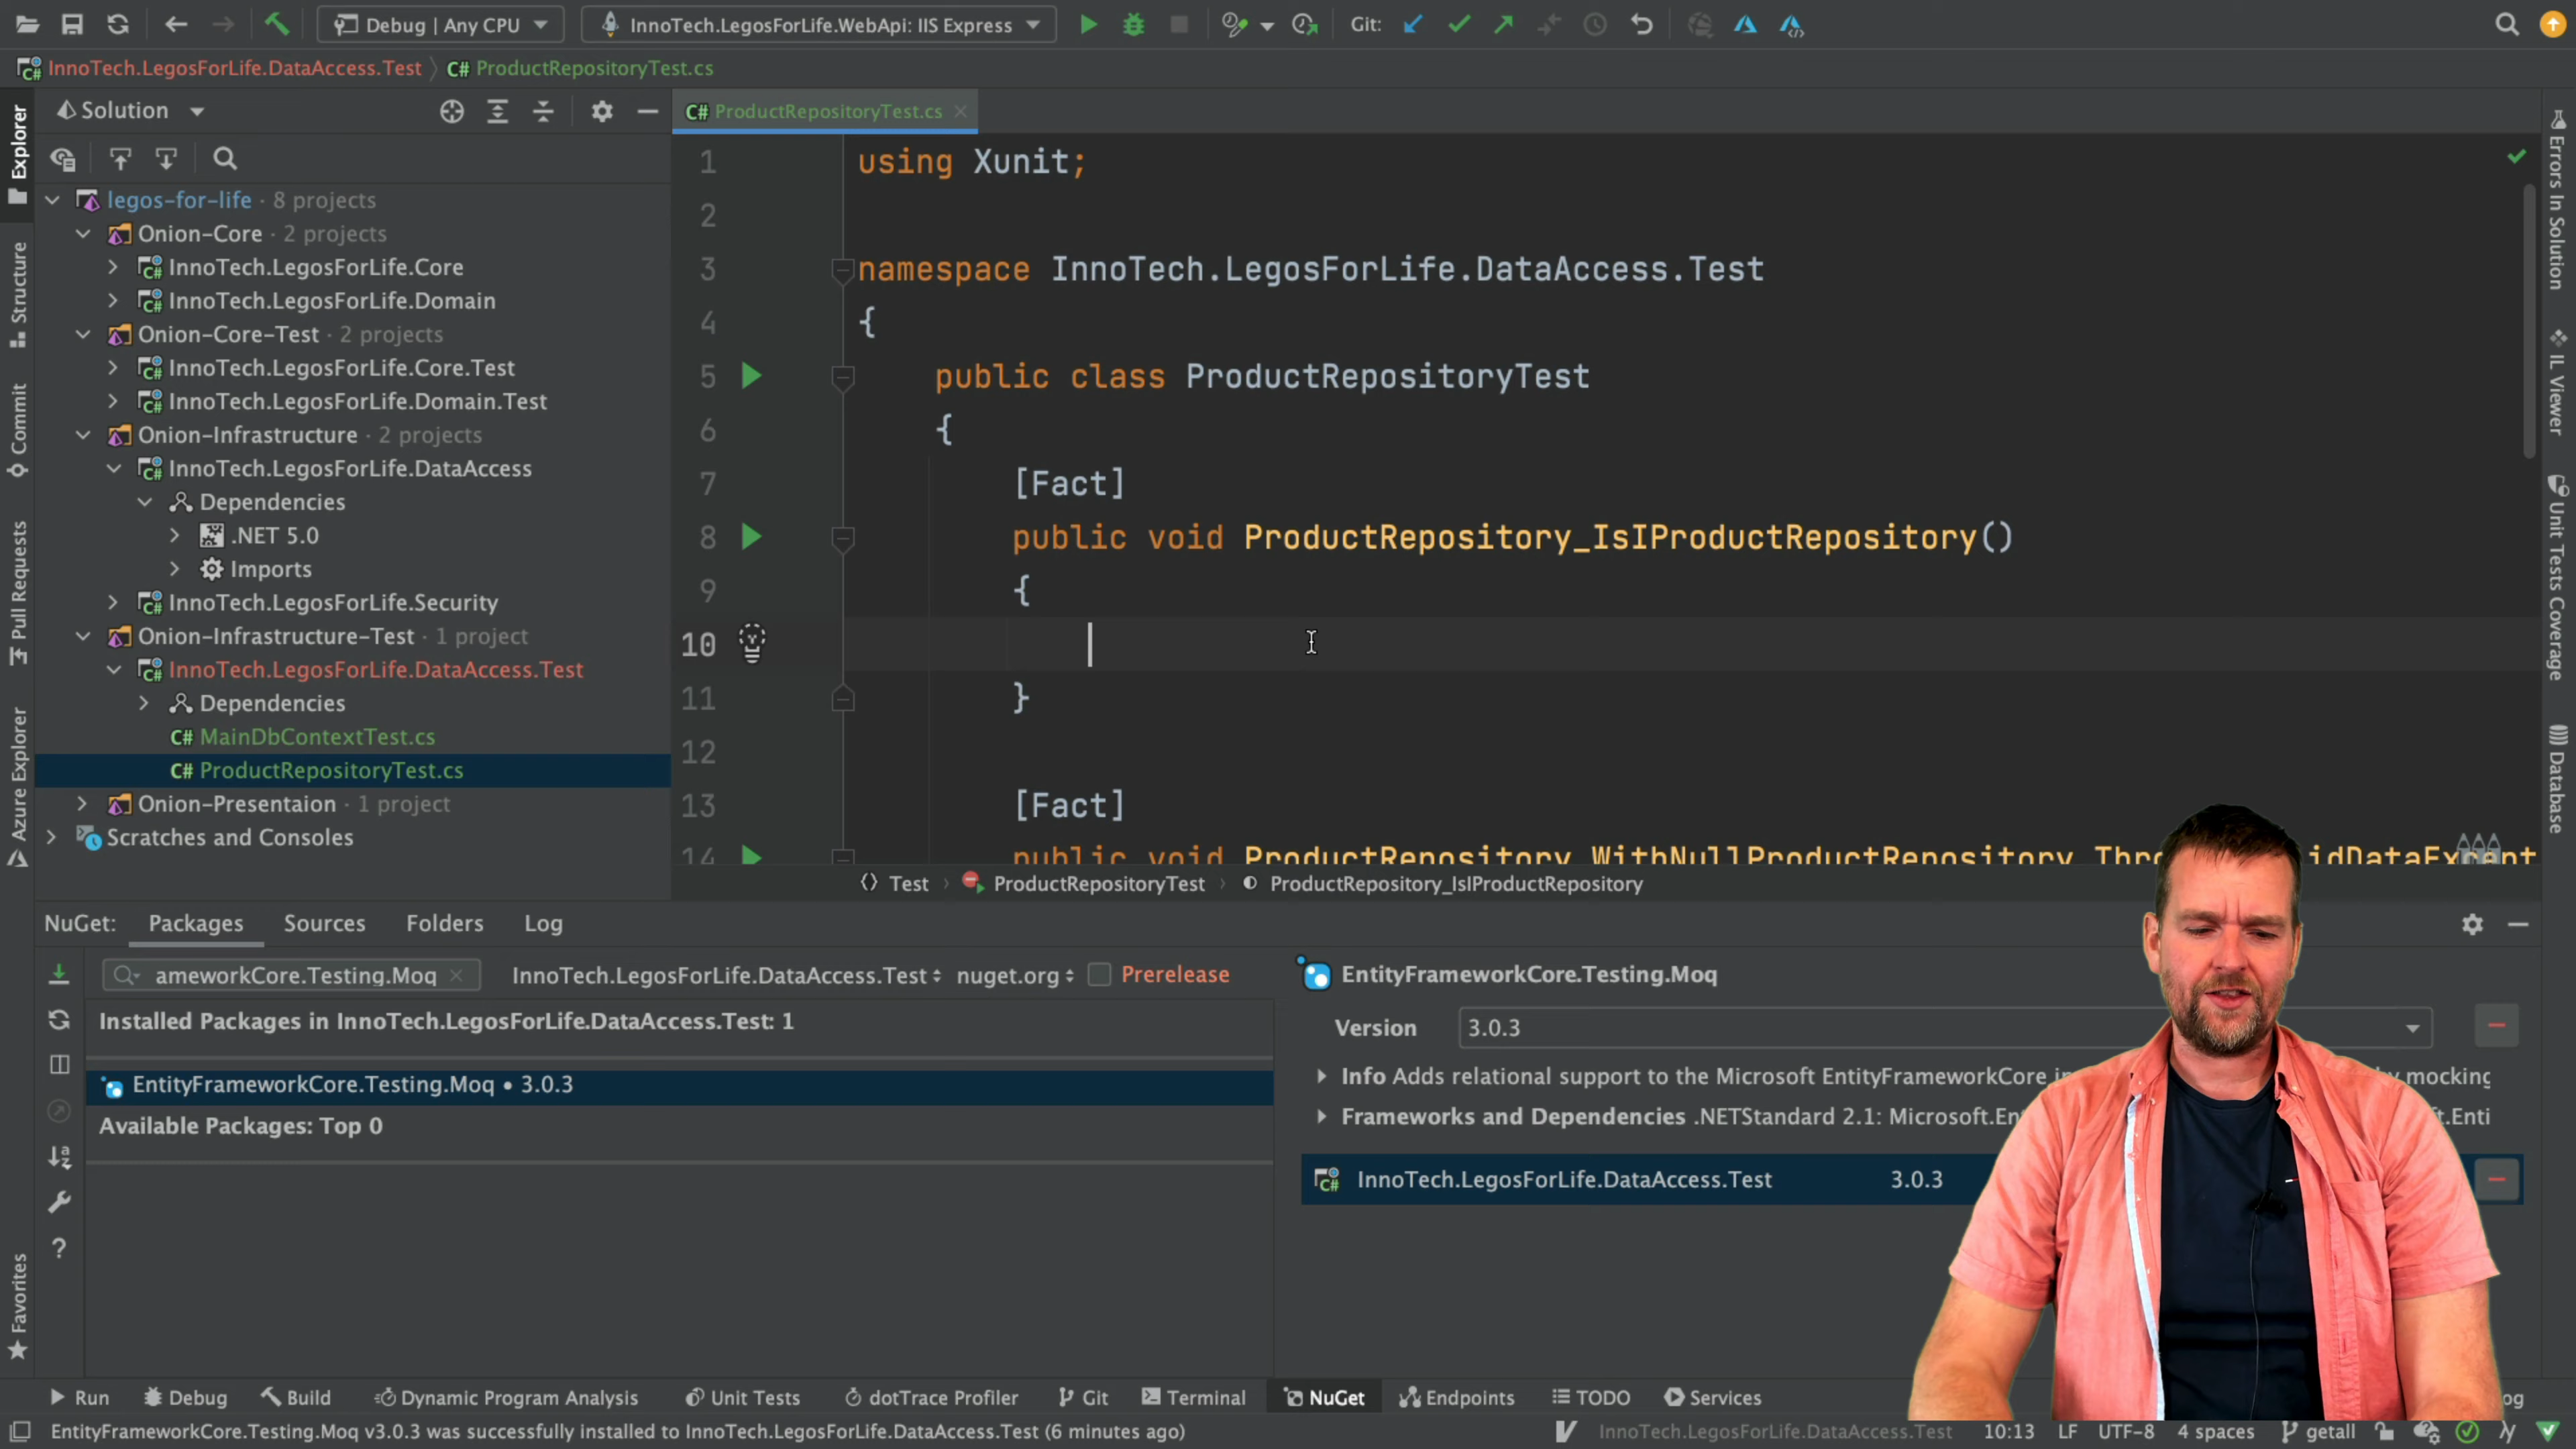 Debug | Any CPU
InnoTech.LegosForLife.WebApi: IIS Express
Git:
InnoTech.LegosForLife.DataAccess.Test
C# ProductRepositoryTest.cs
Explorer
Structure
Commit
Pull Requests
Azure Explorer
Favorites
Solution
legos-for-life · 8 projects
Onion-Core · 2 projects
InnoTech.LegosForLife.Core
InnoTech.LegosForLife.Domain
Onion-Core-Test · 2 projects
InnoTech.LegosForLife.Core.Test
InnoTech.LegosForLife.Domain.Test
Onion-Infrastructure · 2 projects
InnoTech.LegosForLife.DataAccess
Dependencies
.NET 5.0
Imports
InnoTech.LegosForLife.Security
Onion-Infrastructure-Test · 1 project
InnoTech.LegosForLife.DataAccess.Test
Dependencies
C# MainDbContextTest.cs
C# ProductRepositoryTest.cs
Onion-Presentaion · 1 project
Scratches and Consoles
C# ProductRepositoryTest.cs
1 using Xunit;
2
3 namespace InnoTech.LegosForLife.DataAccess.Test
4 {
5 public class ProductRepositoryTest
6 {
7 [Fact]
8 public void ProductRepository_IsIProductRepository()
9 {
10
11 }
12
13 [Fact]
14 public void ProductRepository_WithNullProductRepository_Thro
Test
ProductRepositoryTest
ProductRepository_IsIProductRepository
Errors In Solution
IL Viewer
Unit Tests Coverage
Database
NuGet: Packages Sources Folders Log
ameworkCore.Testing.Moq
InnoTech.LegosForLife.DataAccess.Test
nuget.org
Prerelease
Installed Packages in InnoTech.LegosForLife.DataAccess.Test: 1
EntityFrameworkCore.Testing.Moq • 3.0.3
Available Packages: Top 0
EntityFrameworkCore.Testing.Moq
Version 3.0.3
Info Adds relational support to the Microsoft EntityFrameworkCore in
by mocking
Frameworks and Dependencies .NETStandard 2.1: Microsoft.En
InnoTech.LegosForLife.DataAccess.Test 3.0.3
Run Debug Build Dynamic Program Analysis Unit Tests dotTrace Profiler Git Terminal NuGet Endpoints TODO Services
EntityFrameworkCore.Testing.Moq v3.0.3 was successfully installed to InnoTech.LegosForLife.DataAccess.Test (6 minutes ago)
InnoTech.LegosForLife.DataAccess.Test 10:13 LF UTF-8 4 spaces getall